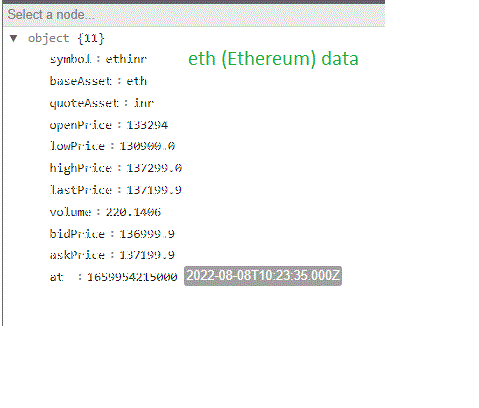 Select a node...
▼ object {11}
symbol : ethinr eth (Ethereum) data
baseAsset : eth
quoteAsset : inr
openPrice : 133294
lowPrice : 130900.0
highPrice : 137299.0
lastPrice : 137199.9
volume : 220.1406
bidPrice : 136999.9
askPrice : 137199.9
at : 1659954215000 2022-08-08T10:23:35.000Z